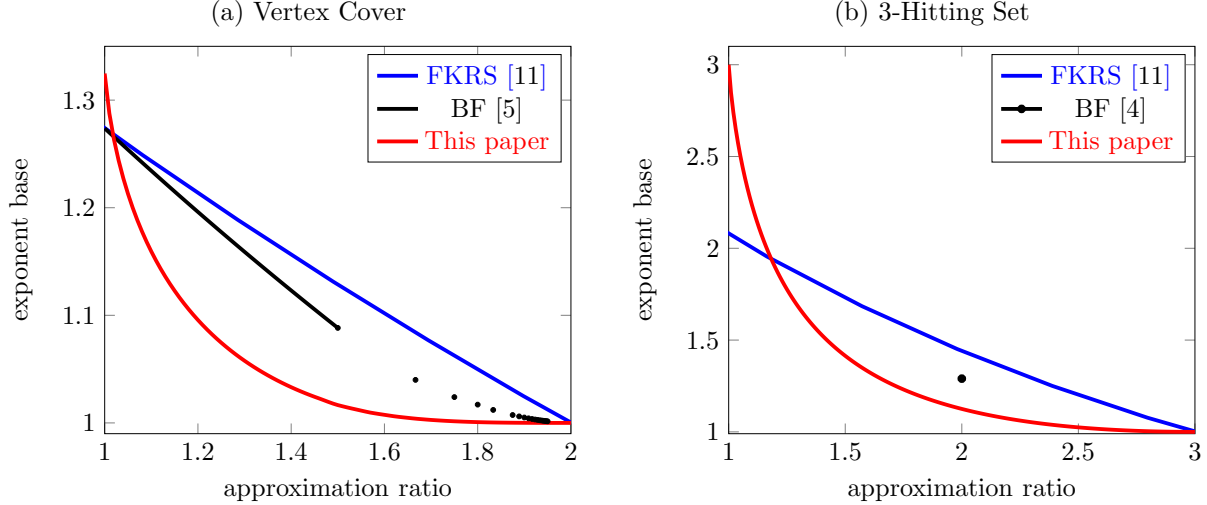 (a) Vertex Cover
FKRS [11]
BF [5]
This paper
1.3
1.2
1.1
1
exponent base
1
1.2
1.4
1.6
1.8
2
approximation ratio
(b) 3-Hitting Set
FKRS [11]
BF [4]
This paper
3
2.5
2
1.5
1
exponent base
1
1.5
2
2.5
3
approximation ratio